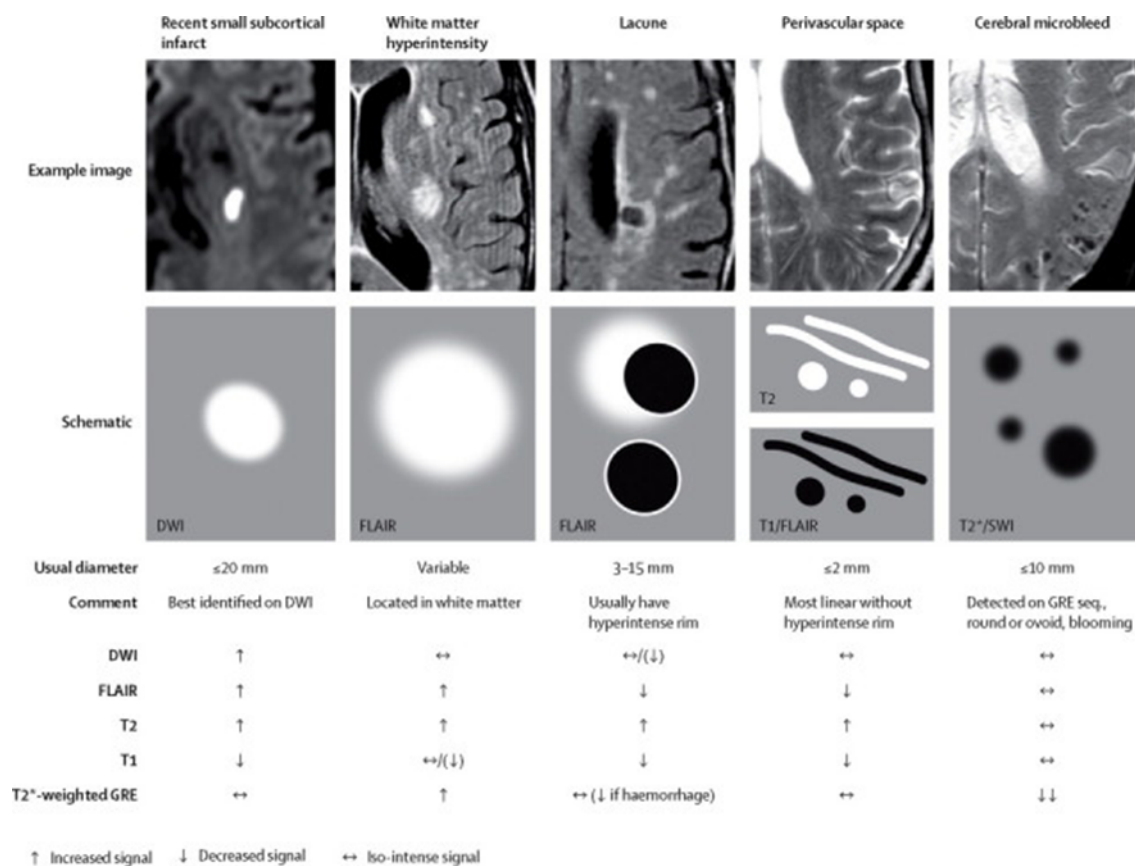 Recent small subcortical infarct White matter hyperintensity Lacune Perivascular space Cerebral microbleed
Example image
Schematic
DWI FLAIR FLAIR T2 T1/FLAIR T2*/SWI
Usual diameter ≤20 mm Variable 3–15 mm ≤2 mm ≤10 mm
Comment Best identified on DWI Located in white matter Usually have hyperintense rim Most linear without hyperintense rim Detected on GRE seq., round or ovoid, blooming
DWI ↑ ↔ ↔/(↓) ↔ ↔
FLAIR ↑ ↑ ↓ ↓ ↔
T2 ↑ ↑ ↑ ↑ ↔
T1 ↓ ↔/(↓) ↓ ↓ ↔
T2*-weighted GRE ↔ ↑ ↔ (↓ if haemorrhage) ↔ ↓↓
↑ Increased signal ↓ Decreased signal ↔ Iso-intense signal